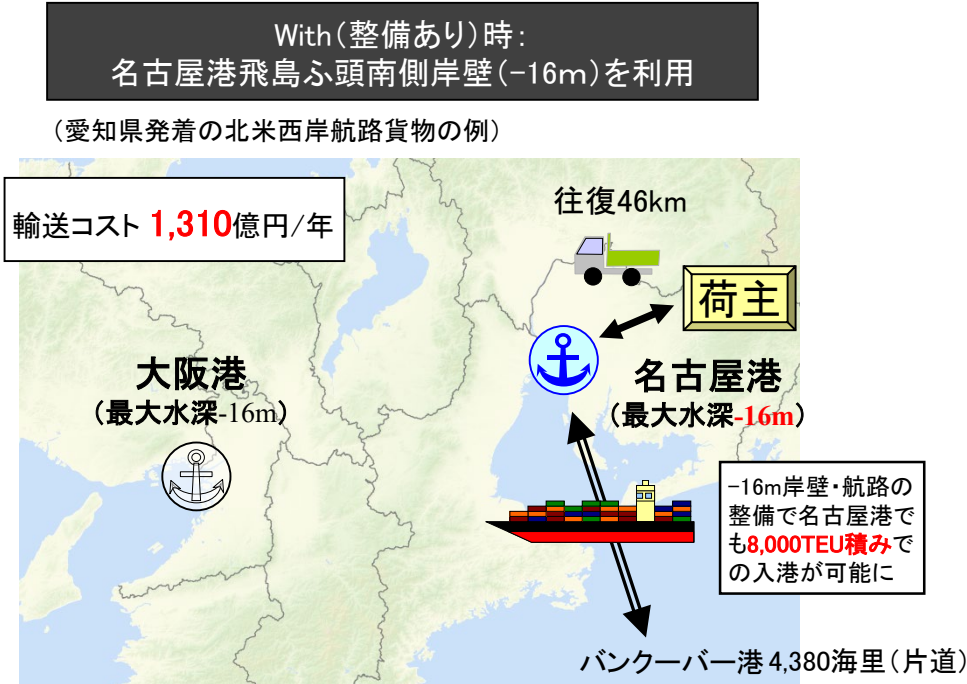 With（整備あり）時：
名古屋港飛島ふ頭南側岸壁（-16m）を利用
（愛知県発着の北米西岸航路貨物の例）
輸送コスト 1,310億円/年
往復46km
荷主
大阪港
（最大水深-16m）
名古屋港
（最大水深-16m）
-16m岸壁・航路の
整備で名古屋港で
も8,000TEU積みで
の入港が可能に
バンクーバー港 4,380海里（片道）